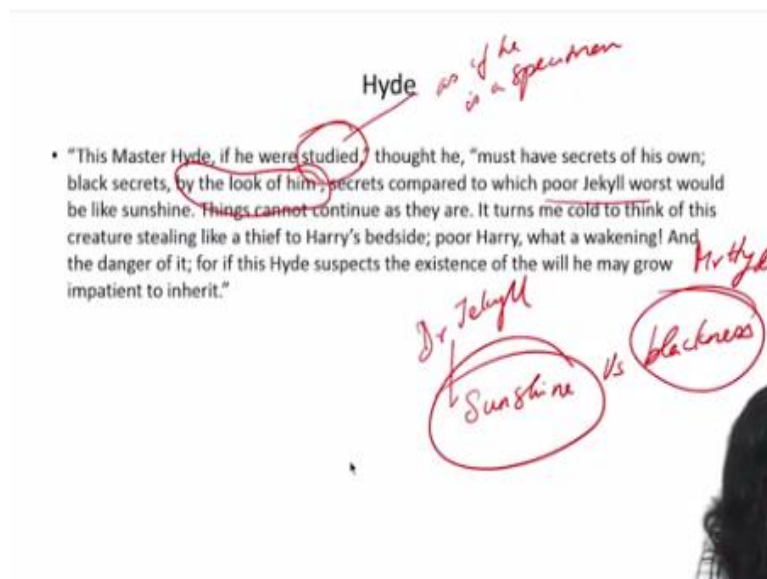 Hyde
as if he
is a specimen
• "This Master Hyde, if he were studied," thought he, "must have secrets of his own;
black secrets, by the look of him ; secrets compared to which poor Jekyll worst would
be like sunshine. Things cannot continue as they are. It turns me cold to think of this
creature stealing like a thief to Harry's bedside; poor Harry, what a wakening! And
the danger of it; for if this Hyde suspects the existence of the will he may grow
impatient to inherit."
Mr Hyde
Dr Jekyll
Sunshine Vs blackness